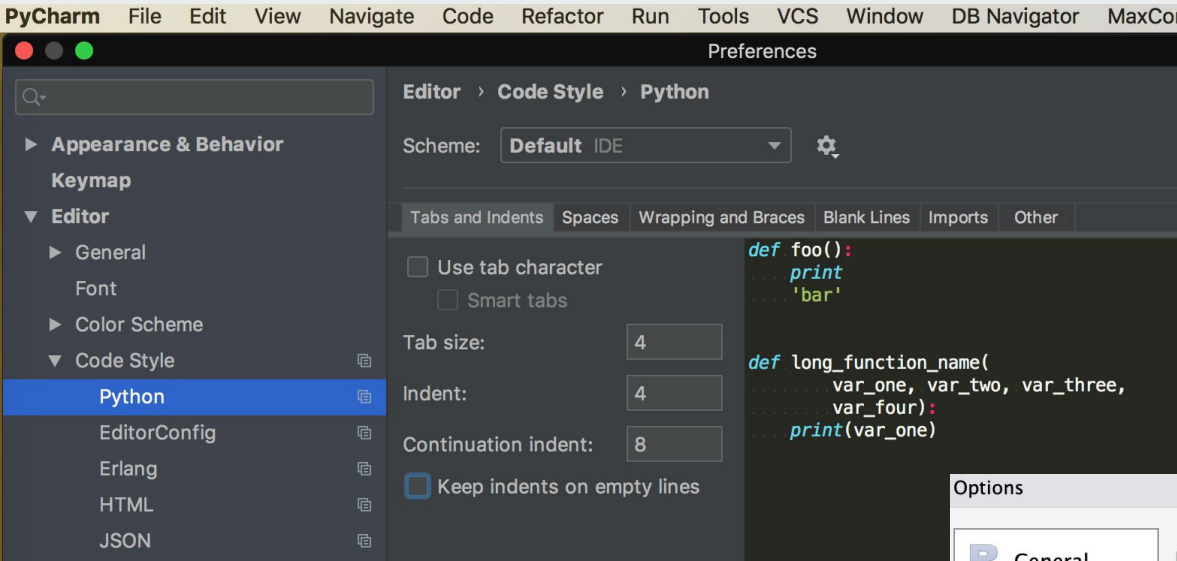 PyCharm File Edit View Navigate Code Refactor Run Tools VCS Window DB Navigator
Preferences
Editor › Code Style › Python
Scheme: Default IDE
Appearance & Behavior
Keymap
Editor
General
Font
Color Scheme
Code Style
Python
EditorConfig
Erlang
HTML
JSON
Tabs and Indents Spaces Wrapping and Braces Blank Lines Imports Other
Use tab character
Smart tabs
Tab size: 4
Indent: 4
Continuation indent: 8
Keep indents on empty lines
def foo():
    print
    'bar'
def long_function_name(
        var_one, var_two, var_three,
        var_four):
    print(var_one)
Options
General